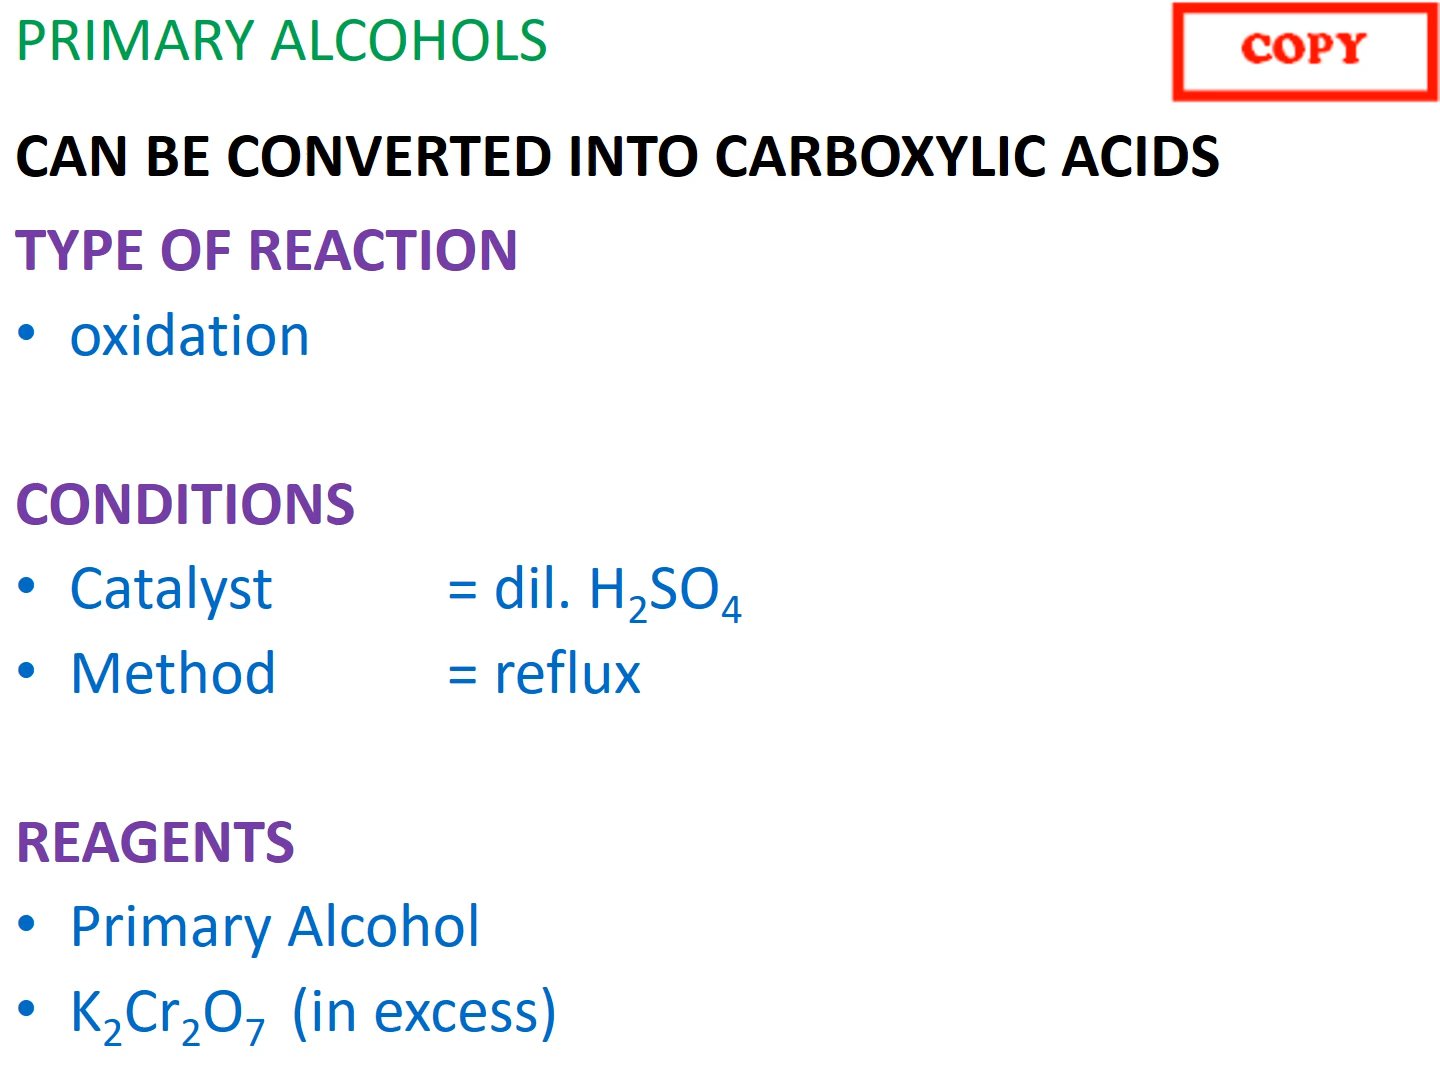 PRIMARY ALCOHOLS
COPY
CAN BE CONVERTED INTO CARBOXYLIC ACIDS
TYPE OF REACTION
• oxidation
CONDITIONS
• Catalyst = dil. H₂SO₄
• Method = reflux
REAGENTS
• Primary Alcohol
• K₂Cr₂O₇ (in excess)